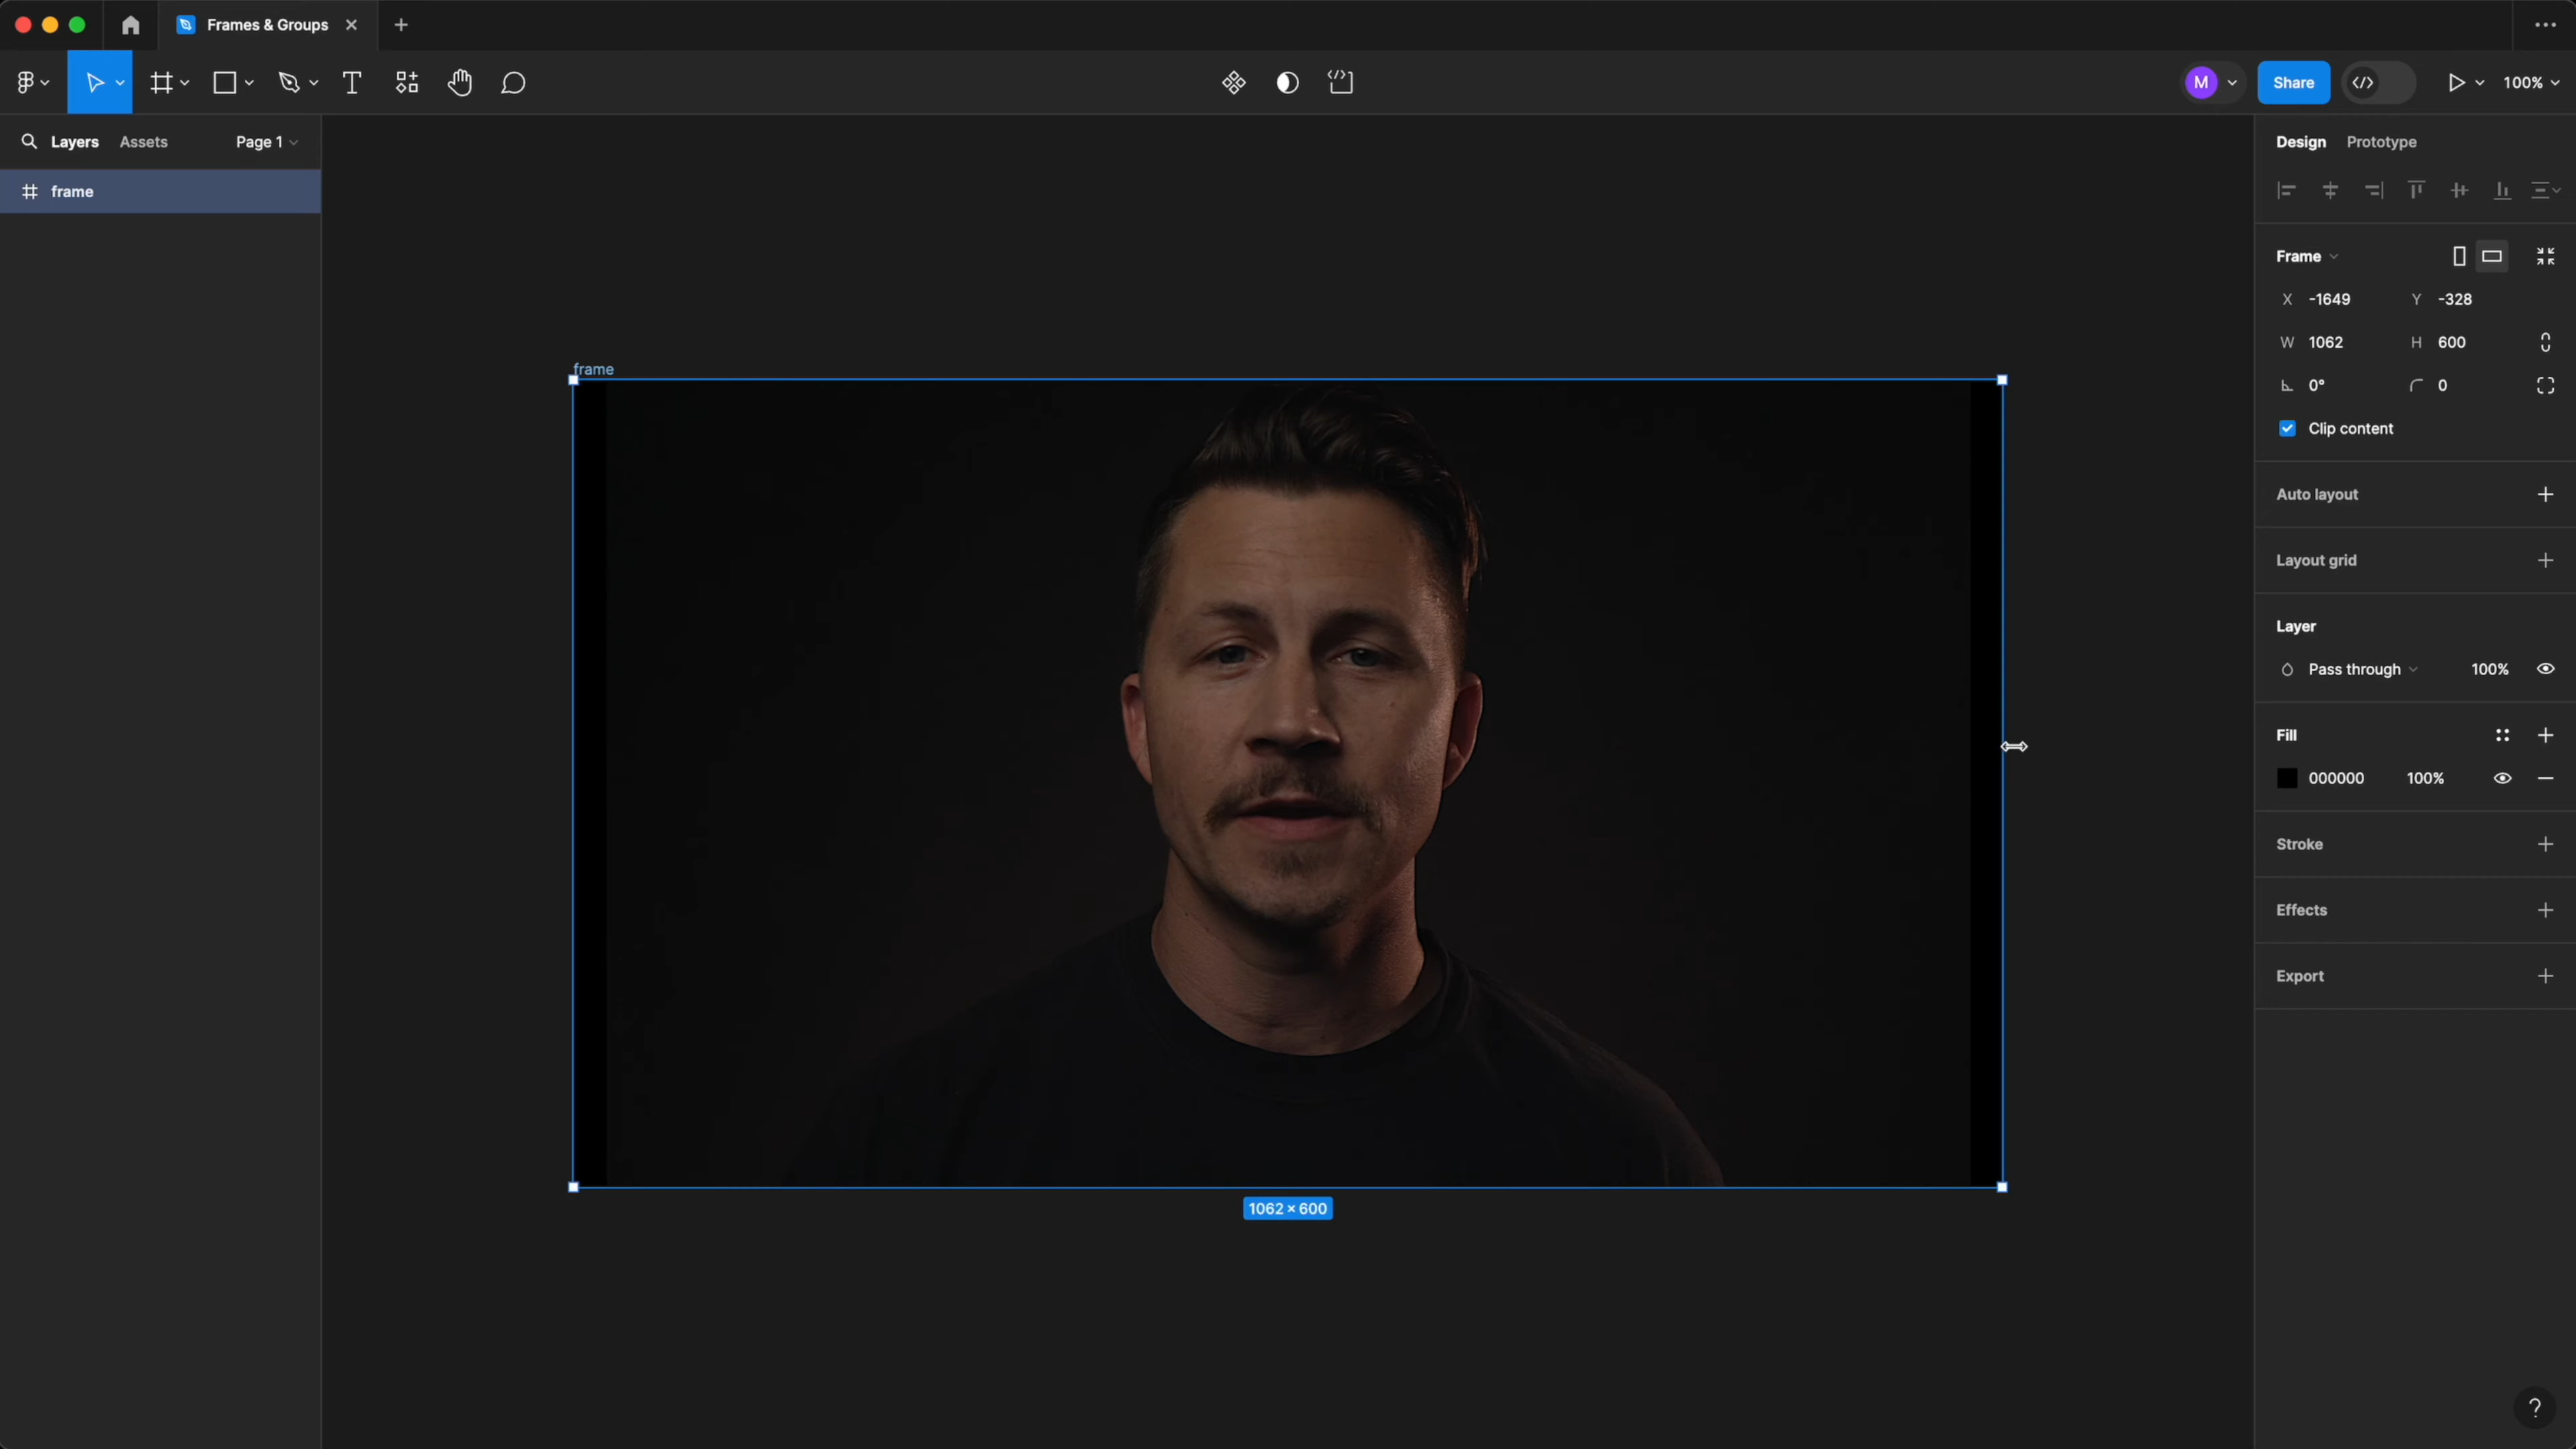 Frames & Groups
M
Share
100%
Layers Assets Page 1
frame
frame
1062 × 600
Design Prototype
Frame
X -1649 Y -328
W 1062 H 600
0° 0
Clip content
Auto layout
Layout grid
Layer
Pass through 100%
Fill
000000 100%
Stroke
Effects
Export
?